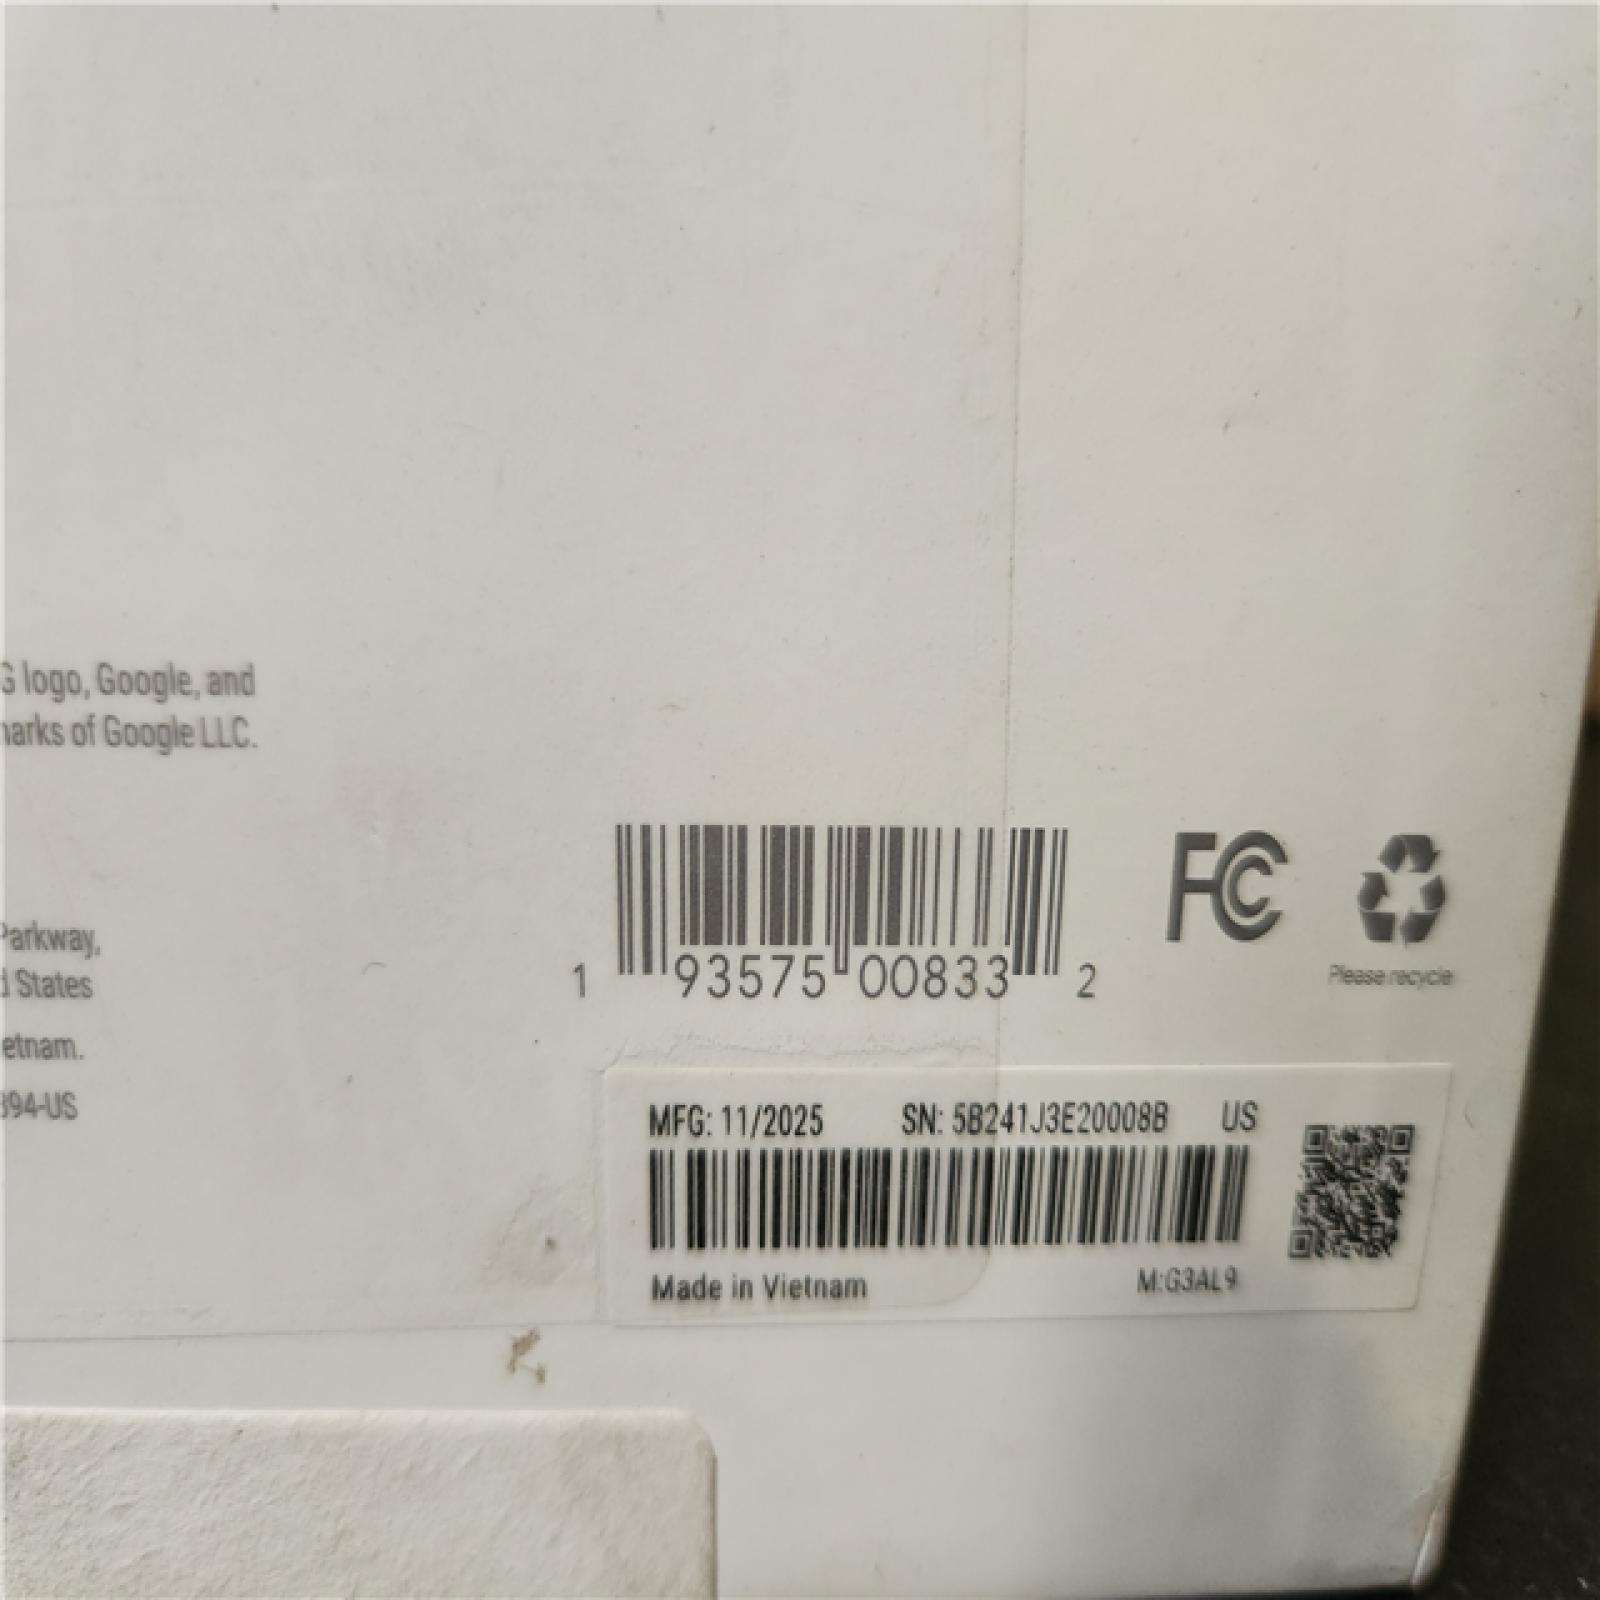 G logo, Google, and
marks of Google LLC.
Parkway,
d States
etnam.
394-US
1 93575 00833 2
FC
Please recycle
MFG: 11/2025 SN: 5B241J3E20008B US
Made in Vietnam M:G3AL9